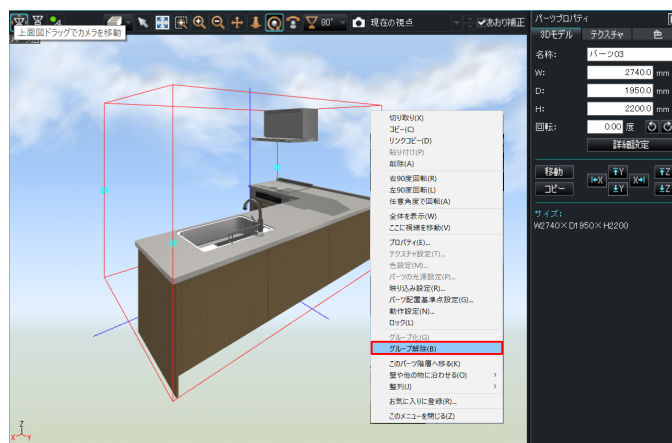 80°
現在の視点
あおり補正
上面図ドラッグでカメラを移動
パーツプロパティ
3Dモデル
テクスチャ
色
名称:
パーツ03
W:
2740.0 mm
D:
1950.0 mm
H:
2200.0 mm
回転:
0.00 度
詳細設定
移動
コピー
サイズ:
W2740×D1950×H2200
切り取り(X)
コピー(C)
リンクコピー(D)
貼り付け(P)
削除(A)
右90度回転(R)
左90度回転(L)
任意角度で回転(A)
全体を表示(W)
ここに視線を移動(V)
プロパティ(E)...
テクスチャ設定(T)...
色設定(M)...
パーツの光源設定(P)...
映り込み設定(R)...
パーツ配置基準点設定(G)...
動作設定(N)...
ロック(L)
グループ化(G)
グループ解除(B)
このパーツ階層へ移る(K)
壁や他の物に沿わせる(O)
整列(J)
お気に入りに登録(R)...
このメニューを閉じる(Z)
Z
X
Y